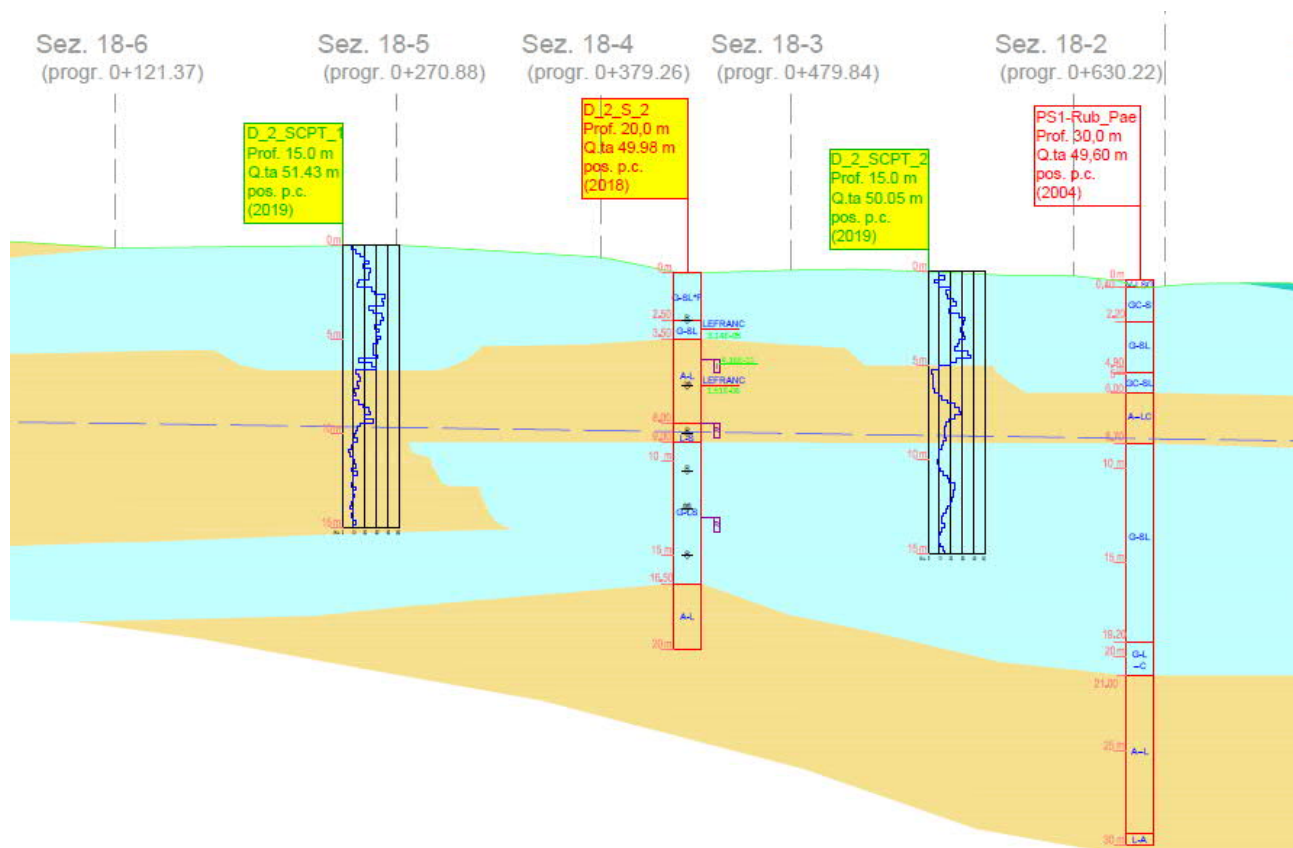 Sez. 18-6
(progr. 0+121.37)
Sez. 18-5
(progr. 0+270.88)
Sez. 18-4
(progr. 0+379.26)
Sez. 18-3
(progr. 0+479.84)
Sez. 18-2
(progr. 0+630.22)
D_2_SCPT_1
Prof. 15.0 m
Q.ta 51.43 m
pos. p.c.
(2019)
D_2_S_2
Prof. 20,0 m
Q.ta 49.98 m
pos. p.c.
(2018)
D_2_SCPT_2
Prof. 15.0 m
Q.ta 50.05 m
pos. p.c.
(2019)
PS1-Rub_Pae
Prof. 30,0 m
Q.ta 49,60 m
pos. p.c.
(2004)
0m
5m
10m
15m
0m
2,50
3,50
8,00
10 m
15 m
16,50
20 m
G-SL
LEFRANC
A-L
LEFRANC
L-S
G-LS
A-L
0m
5m
10m
15m
0 m
0,40
2,20
4,90
6,00
10 m
15 m
19,20
20 m
21,00
25 m
30 m
GC-S
G-SL
GC-SL
A-LC
G-SL
G-L
-C
A-L
L-A